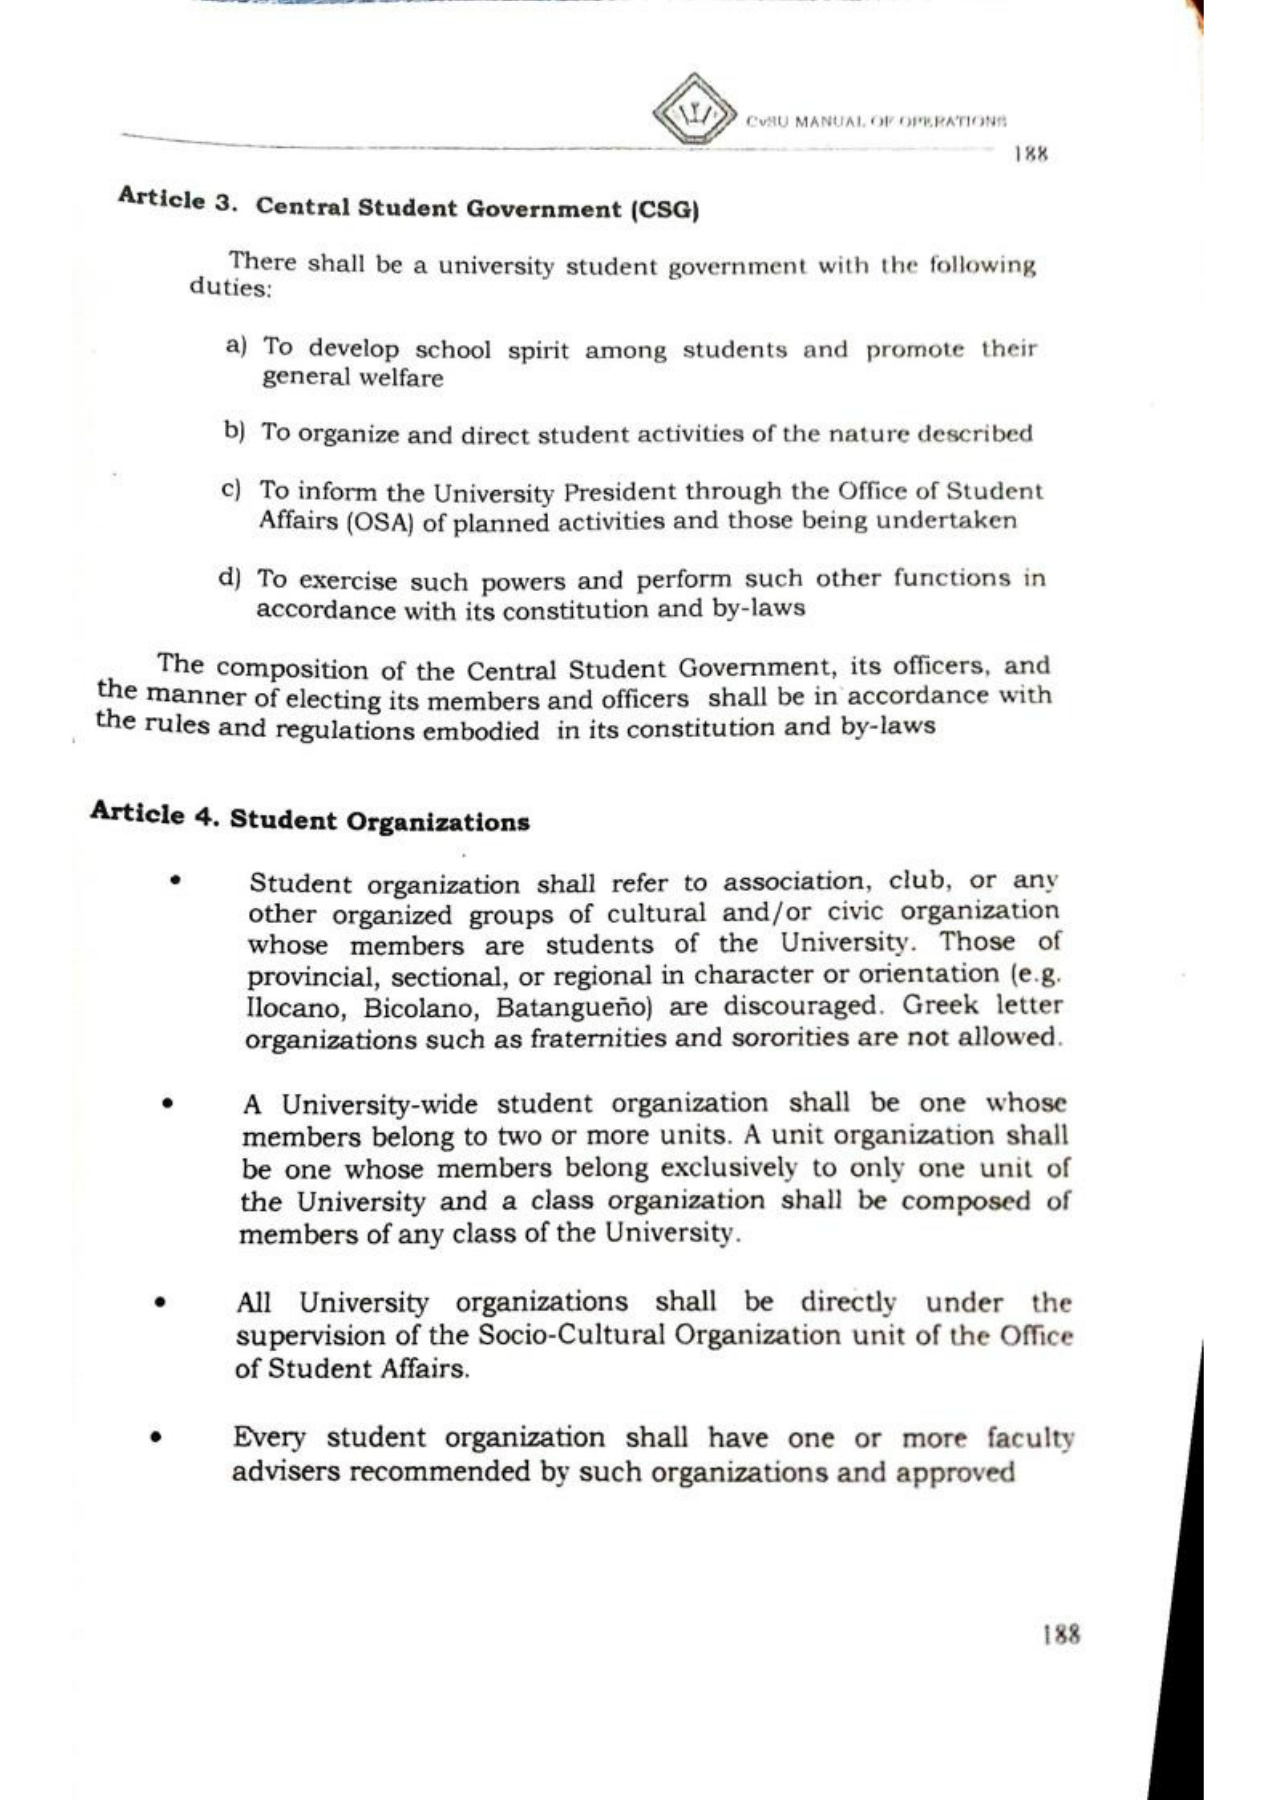 CvSU MANUAL OF OPERATIONS
188
Article 3. Central Student Government (CSG)
There shall be a university student government with the following
duties:
a) To develop school spirit among students and promote their
general welfare
b) To organize and direct student activities of the nature described
c) To inform the University President through the Office of Student
Affairs (OSA) of planned activities and those being undertaken
d) To exercise such powers and perform such other functions in
accordance with its constitution and by-laws
The composition of the Central Student Government, its officers, and
the manner of electing its members and officers shall be in accordance with
the rules and regulations embodied in its constitution and by-laws
Article 4. Student Organizations
• Student organization shall refer to association, club, or any
other organized groups of cultural and/or civic organization
whose members are students of the University. Those of
provincial, sectional, or regional in character or orientation (e.g.
Ilocano, Bicolano, Batangueño) are discouraged. Greek letter
organizations such as fraternities and sororities are not allowed.
• A University-wide student organization shall be one whose
members belong to two or more units. A unit organization shall
be one whose members belong exclusively to only one unit of
the University and a class organization shall be composed of
members of any class of the University.
• All University organizations shall be directly under the
supervision of the Socio-Cultural Organization unit of the Office
of Student Affairs.
• Every student organization shall have one or more faculty
advisers recommended by such organizations and approved
188